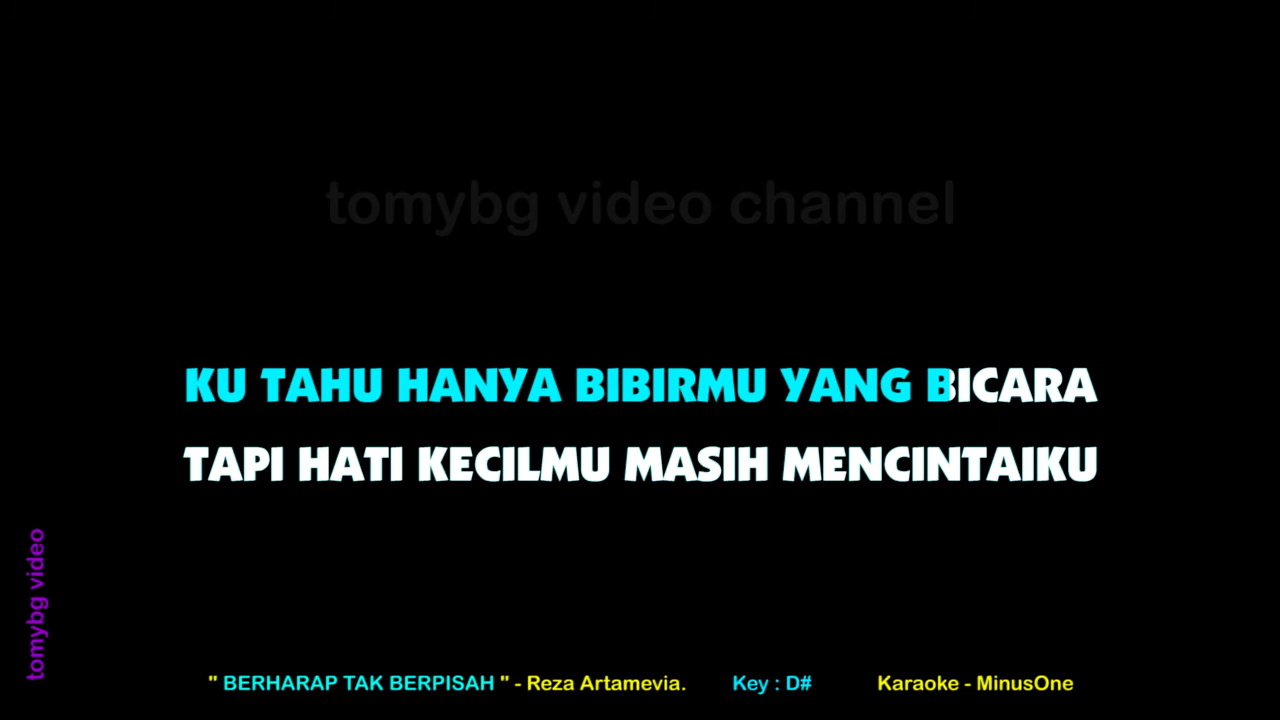 tomybg video channel
KU TAHU HANYA BIBIRMU YANG BICARA
TAPI HATI KECILMU MASIH MENCINTAIKU
tomybg video
" BERHARAP TAK BERPISAH " - Reza Artamevia. Key : D# Karaoke - MinusOne